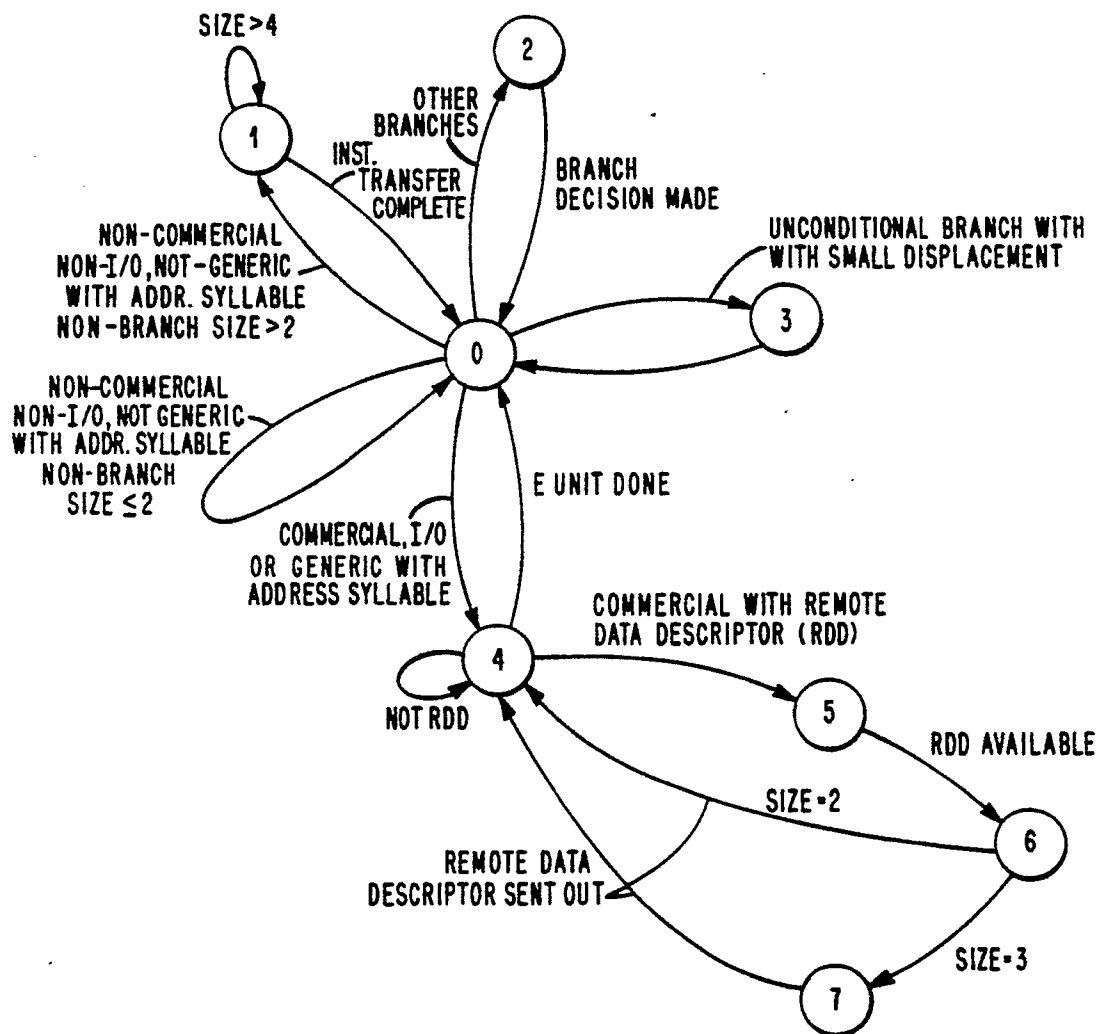 SIZE>4
1
2
OTHER
BRANCHES
INST.
TRANSFER
COMPLETE
BRANCH
DECISION MADE
NON-COMMERCIAL
NON-I/O, NOT-GENERIC
WITH ADDR. SYLLABLE
NON-BRANCH SIZE>2
UNCONDITIONAL BRANCH WITH
WITH SMALL DISPLACEMENT
3
0
NON-COMMERCIAL
NON-I/O, NOT GENERIC
WITH ADDR. SYLLABLE
NON-BRANCH
SIZE ≤2
E UNIT DONE
COMMERCIAL, I/O
OR GENERIC WITH
ADDRESS SYLLABLE
COMMERCIAL WITH REMOTE
DATA DESCRIPTOR (RDD)
4
NOT RDD
5
RDD AVAILABLE
SIZE=2
6
REMOTE DATA
DESCRIPTOR SENT OUT
SIZE=3
7